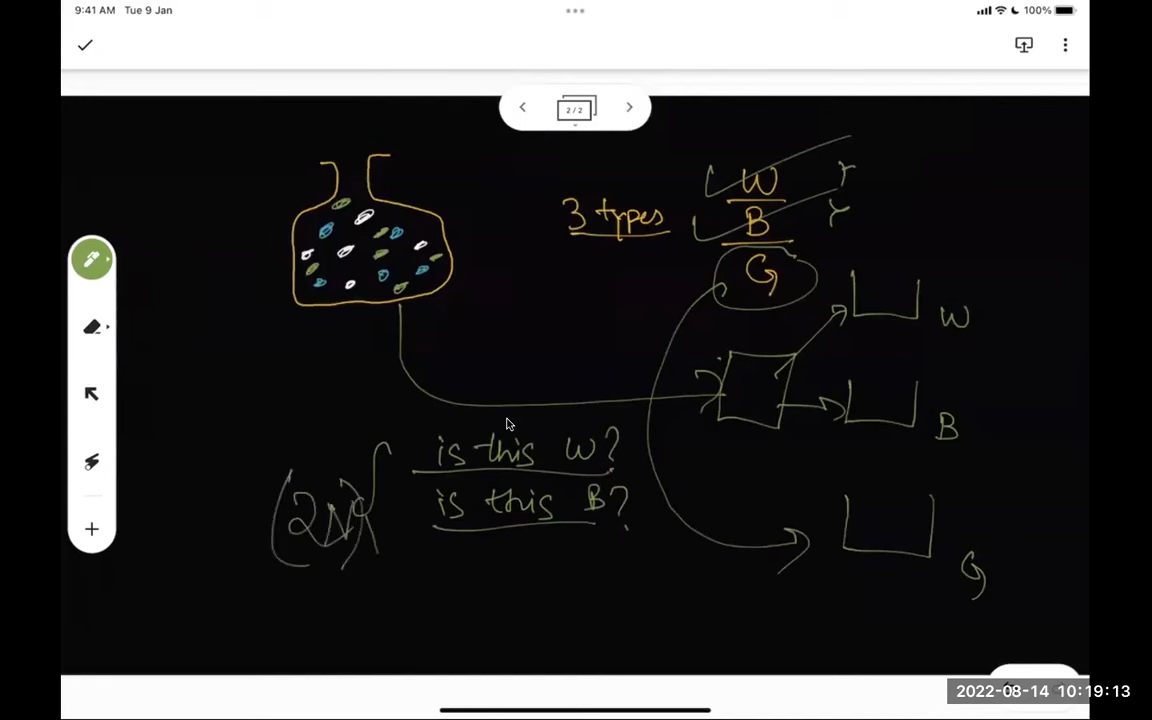 9:41 AM Tue 9 Jan
100%
2 / 2
3 types
W
B
G
Y
Y
W
B
G
is this W?
is this B?
(2N)
2022-08-14 10:19:13